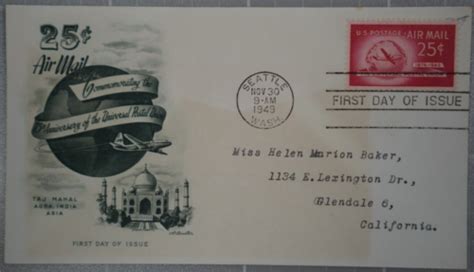 25¢
Air Mail
Commemorating the
Anniversary of the Universal Postal Union
TAJ MAHAL
AGRA, INDIA
ASIA
FIRST DAY OF ISSUE
U.S. POSTAGE - AIR MAIL
25¢
SEATTLE
NOV 30
9-AM
1949
WASH.
FIRST DAY OF ISSUE
Miss Helen Marion Baker,
1134 E. Lexington Dr.,
Glendale 6,
California.